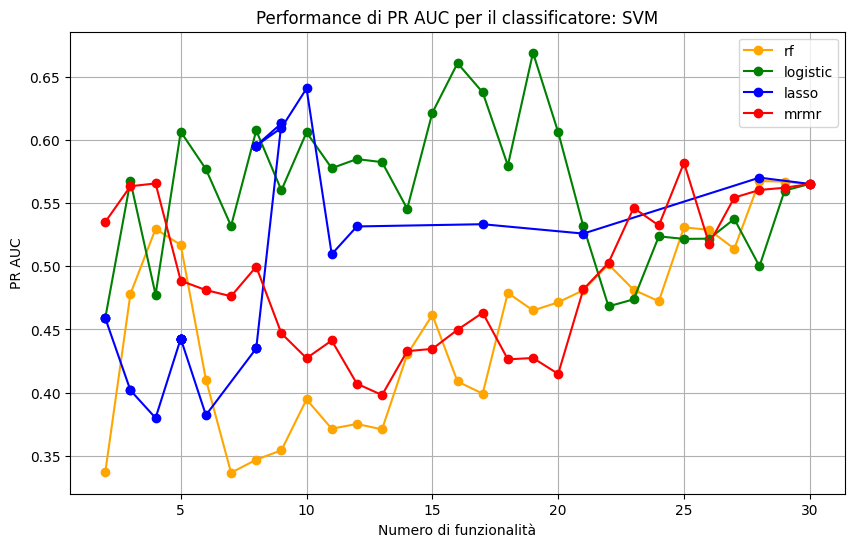 Performance di PR AUC per il classificatore: SVM
rf
logistic
lasso
mrmr
PR AUC
0.65
0.60
0.55
0.50
0.45
0.40
0.35
5 10 15 20 25 30
Numero di funzionalità